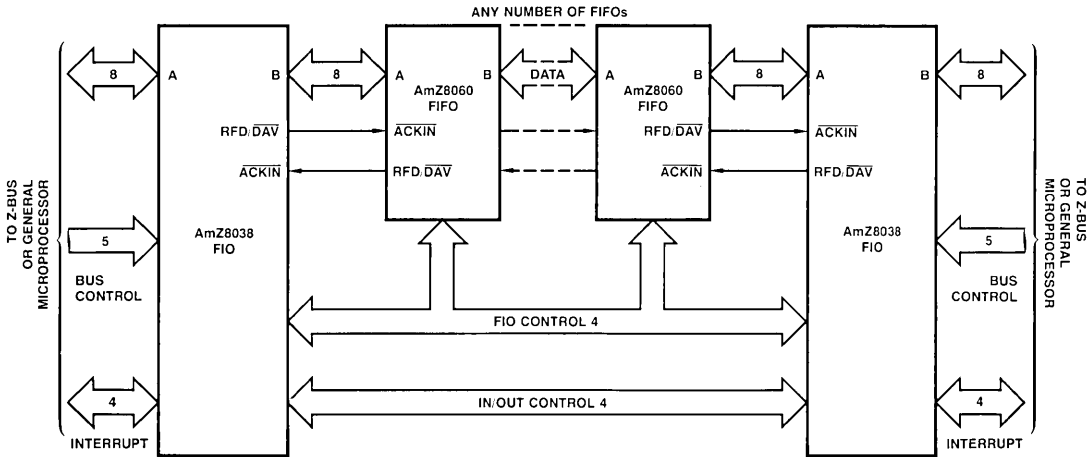 ANY NUMBER OF FIFOs
TO Z-BUS
OR GENERAL
MICROPROCESSOR
8
A
B
AmZ8038
FIO
RFD/DAV
ACKIN
5
BUS
CONTROL
4
INTERRUPT
8
A
B
AmZ8060
FIFO
ACKIN
RFD/DAV
DATA
A
B
AmZ8060
FIFO
RFD/DAV
ACKIN
8
A
B
ACKIN
RFD/DAV
AmZ8038
FIO
8
5
BUS
CONTROL
4
INTERRUPT
TO Z-BUS
OR GENERAL
MICROPROCESSOR
FIO CONTROL 4
IN/OUT CONTROL 4